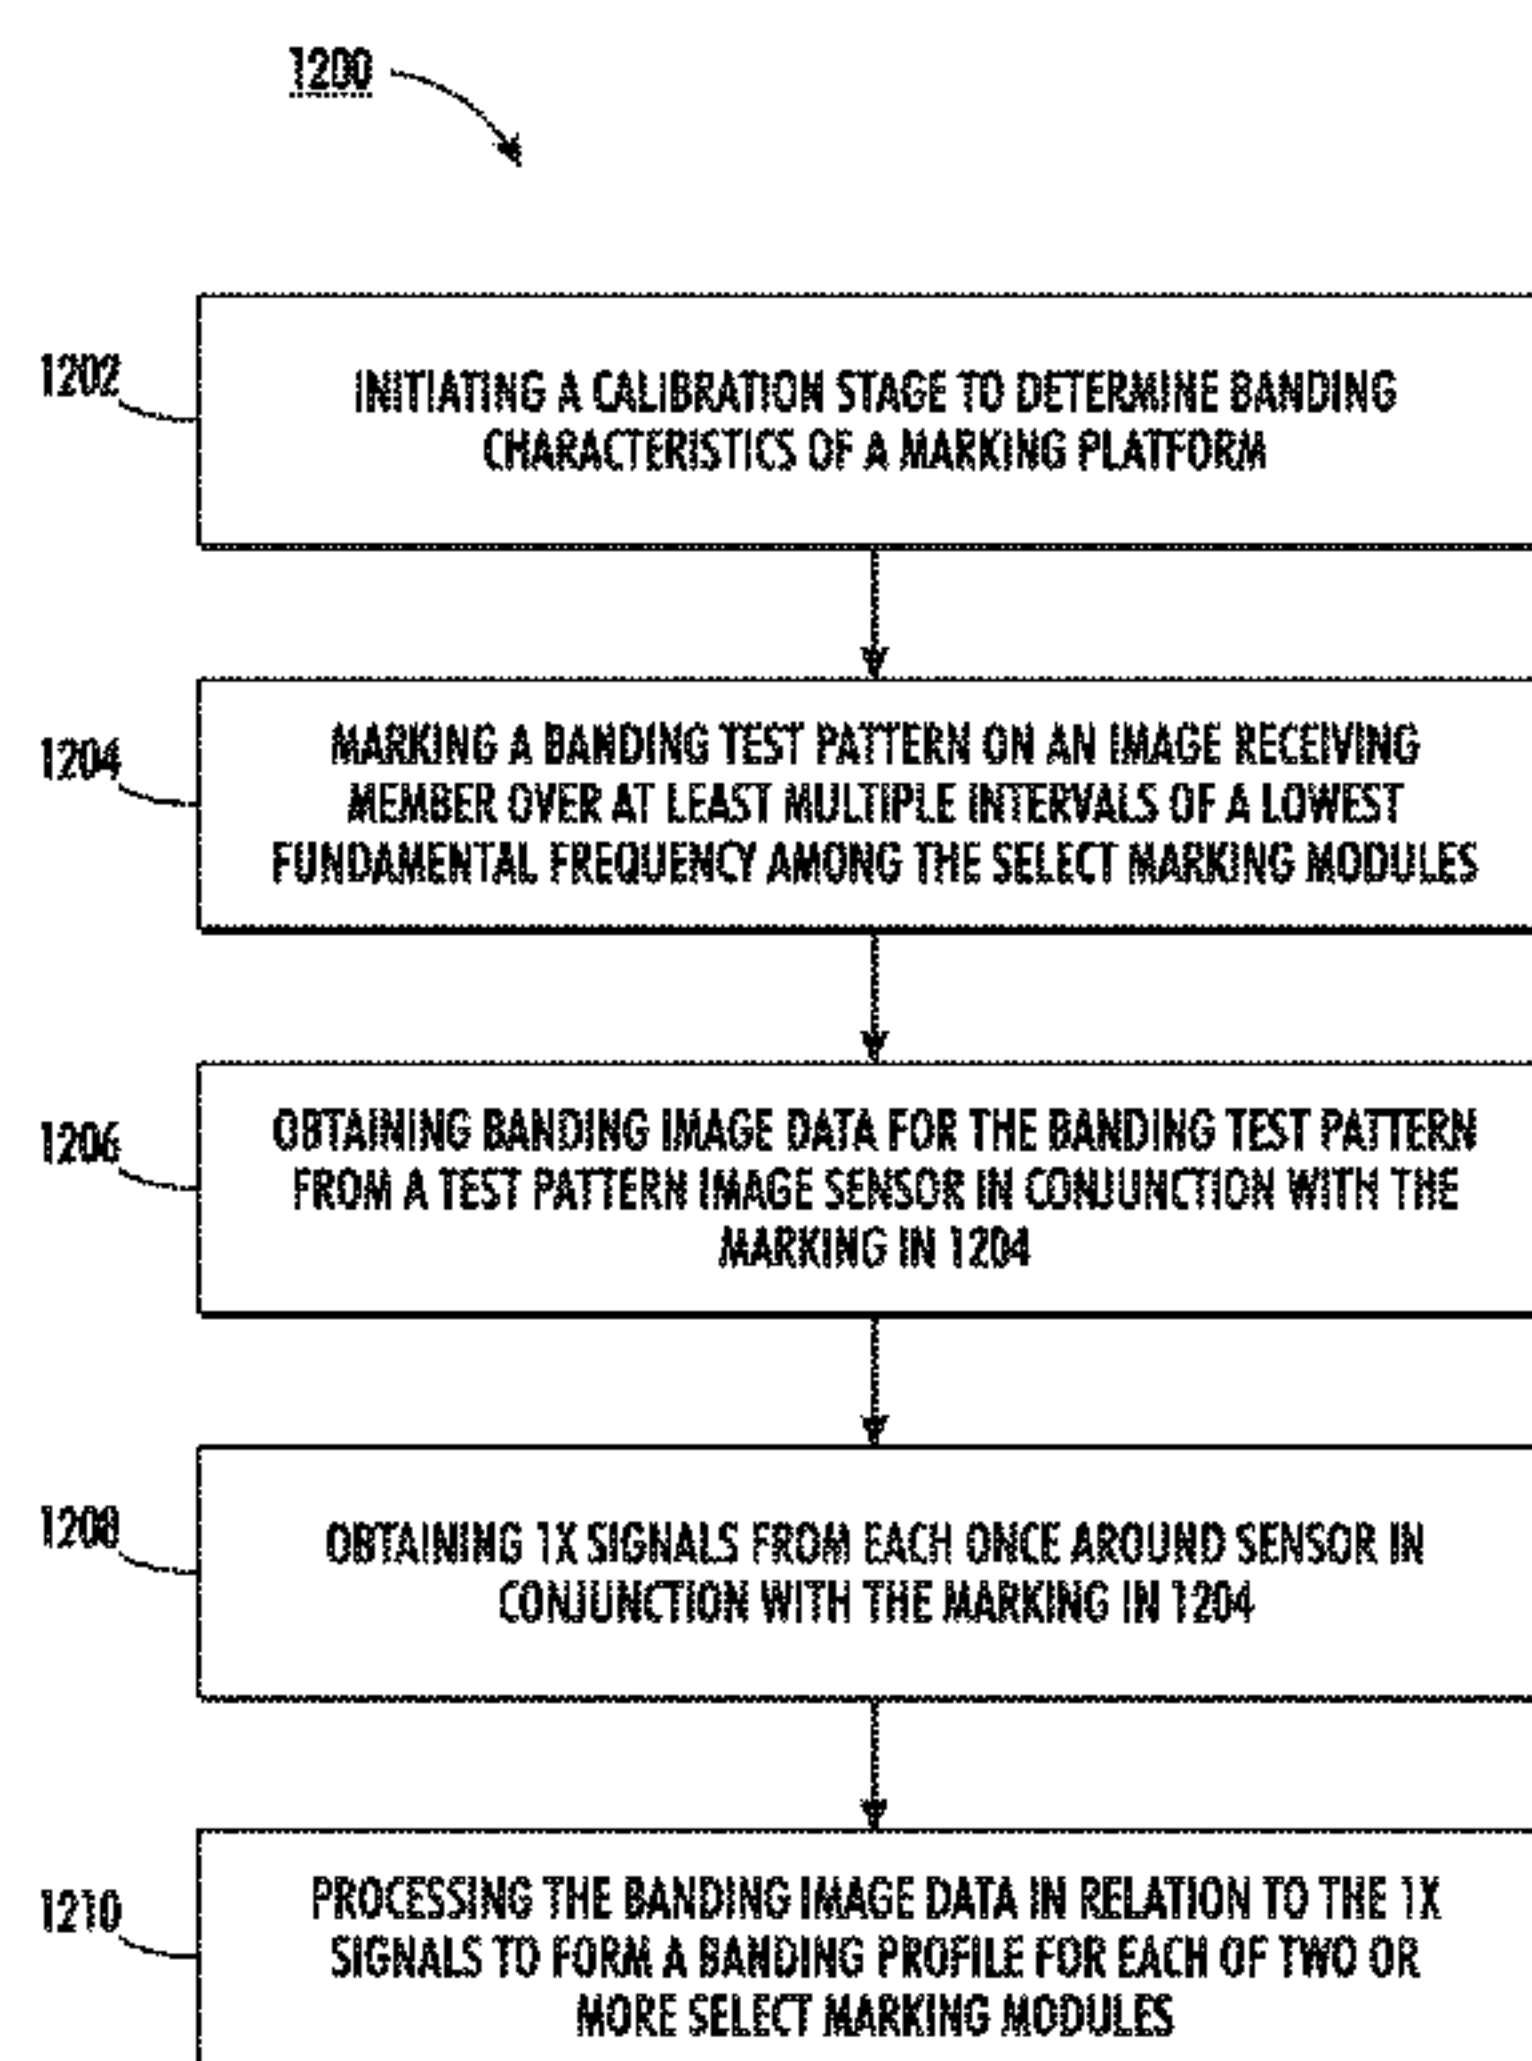 1200
1202
INITIATING A CALIBRATION STAGE TO DETERMINE BANDING
CHARACTERISTICS OF A MARKING PLATFORM
1204
MARKING A BANDING TEST PATTERN ON AN IMAGE RECEIVING
MEMBER OVER AT LEAST MULTIPLE INTERVALS OF A LOWEST
FUNDAMENTAL FREQUENCY AMONG THE SELECT MARKING MODULES
1206
OBTAINING BANDING IMAGE DATA FOR THE BANDING TEST PATTERN
FROM A TEST PATTERN IMAGE SENSOR IN CONJUNCTION WITH THE
MARKING IN 1204
1208
OBTAINING 1X SIGNALS FROM EACH ONCE AROUND SENSOR IN
CONJUNCTION WITH THE MARKING IN 1204
1210
PROCESSING THE BANDING IMAGE DATA IN RELATION TO THE 1X
SIGNALS TO FORM A BANDING PROFILE FOR EACH OF TWO OR
MORE SELECT MARKING MODULES